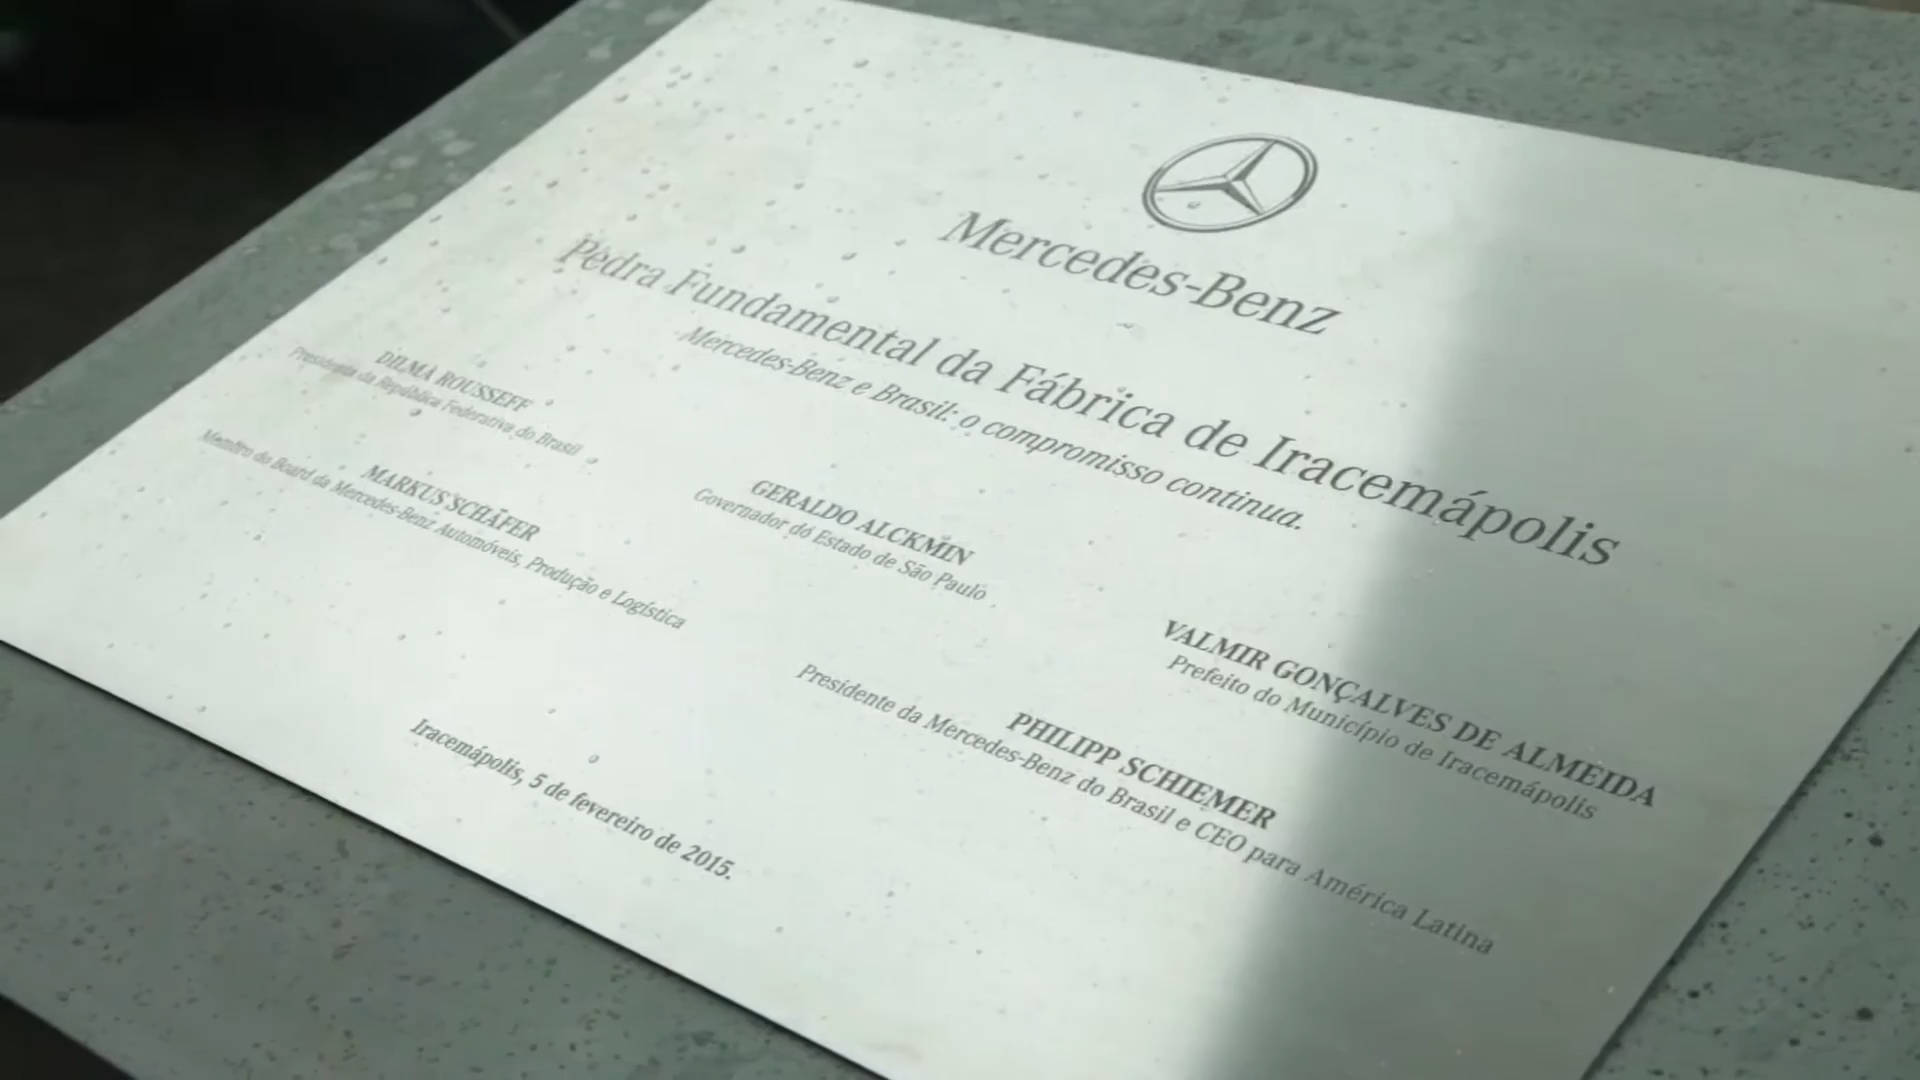 Mercedes-Benz
Pedra Fundamental da Fábrica de Iracemápolis
Mercedes-Benz e Brasil: o compromisso continua.
DILMA ROUSSEFF
Presidenta da República Federativa do Brasil
GERALDO ALCKMIN
Governador do Estado de São Paulo
VALMIR GONÇALVES DE ALMEIDA
Prefeito do Município de Iracemápolis
MARKUS SCHÄFER
Membro do Board da Mercedes-Benz Automóveis, Produção e Logística
PHILIPP SCHIEMER
Presidente da Mercedes-Benz do Brasil e CEO para América Latina
Iracemápolis, 5 de fevereiro de 2015.